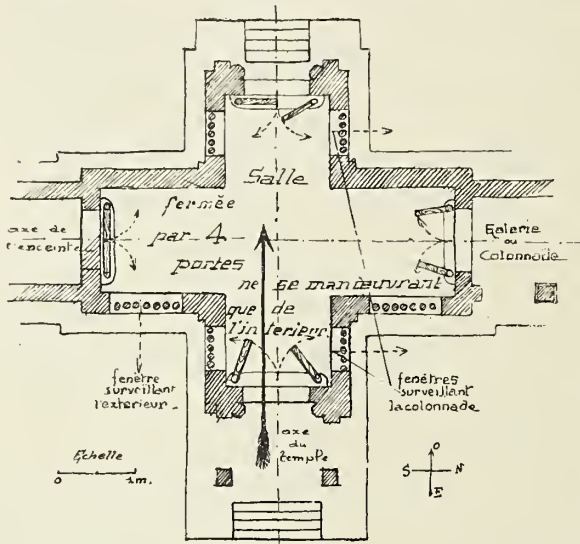 Salle
fermée
par 4
portes
ne se manœuvrant
que de
l'intérieur
axe de
l'enceinte
Galerie
ou
Colonnade
fenêtre
surveillant
l'extérieur
fenêtres
surveillant
la colonnade
axe
du
temple
Echelle
0 1m.
O
S N
E